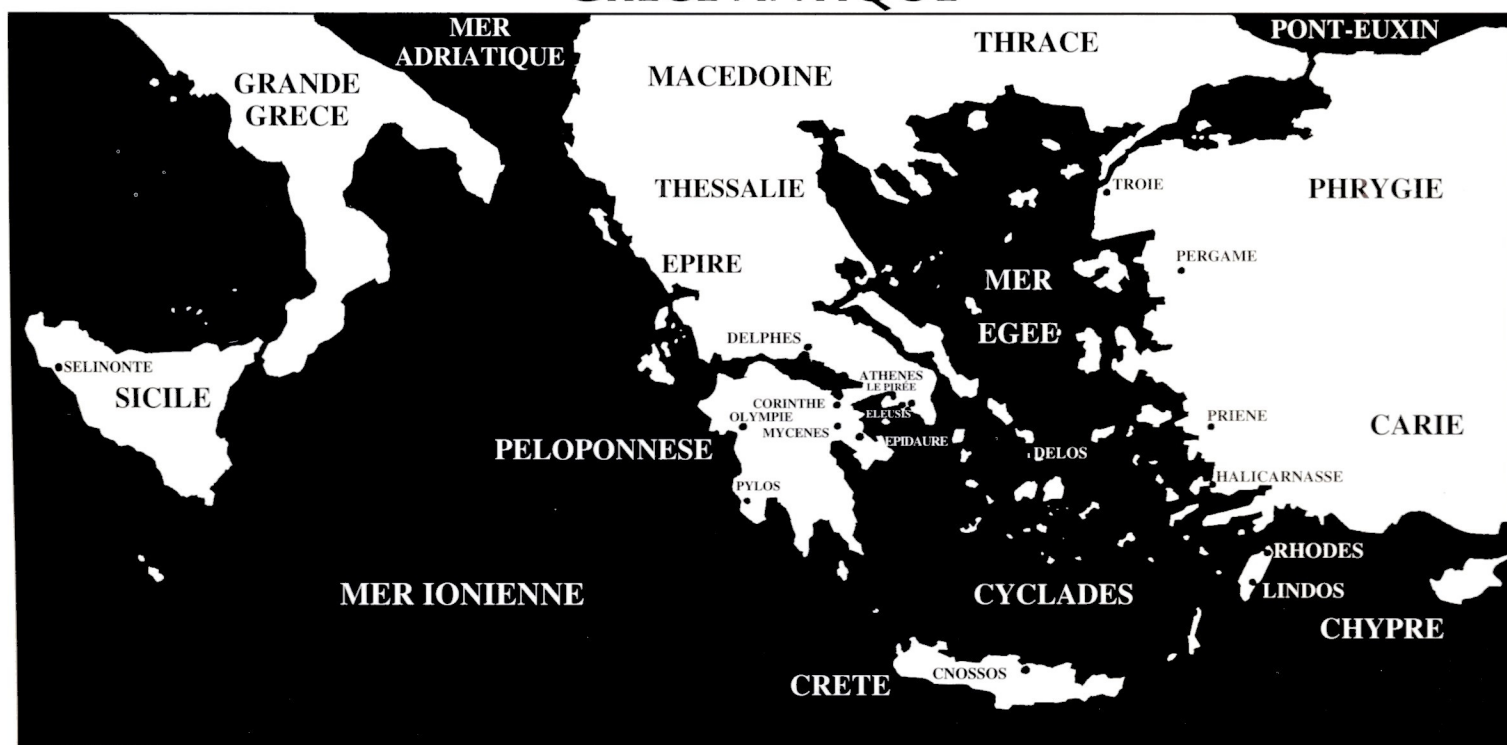 MER
ADRIATIQUE
PONT-EUXIN
THRACE
MACEDOINE
GRANDE
GRECE
THESSALIE
TROIE
PHRYGIE
EPIRE
MER
EGEE
PERGAME
DELPHES
SELINONTE
SICILE
ATHENES
LE PIRÉE
CORINTHE
ELEUSIS
OLYMPIE
MYCENES
EPIDAURE
PRIENE
CARIE
PELOPONNESE
DELOS
PYLOS
HALICARNASSE
RHODES
LINDOS
MER IONIENNE
CYCLADES
CHYPRE
CNOSSOS
CRETE